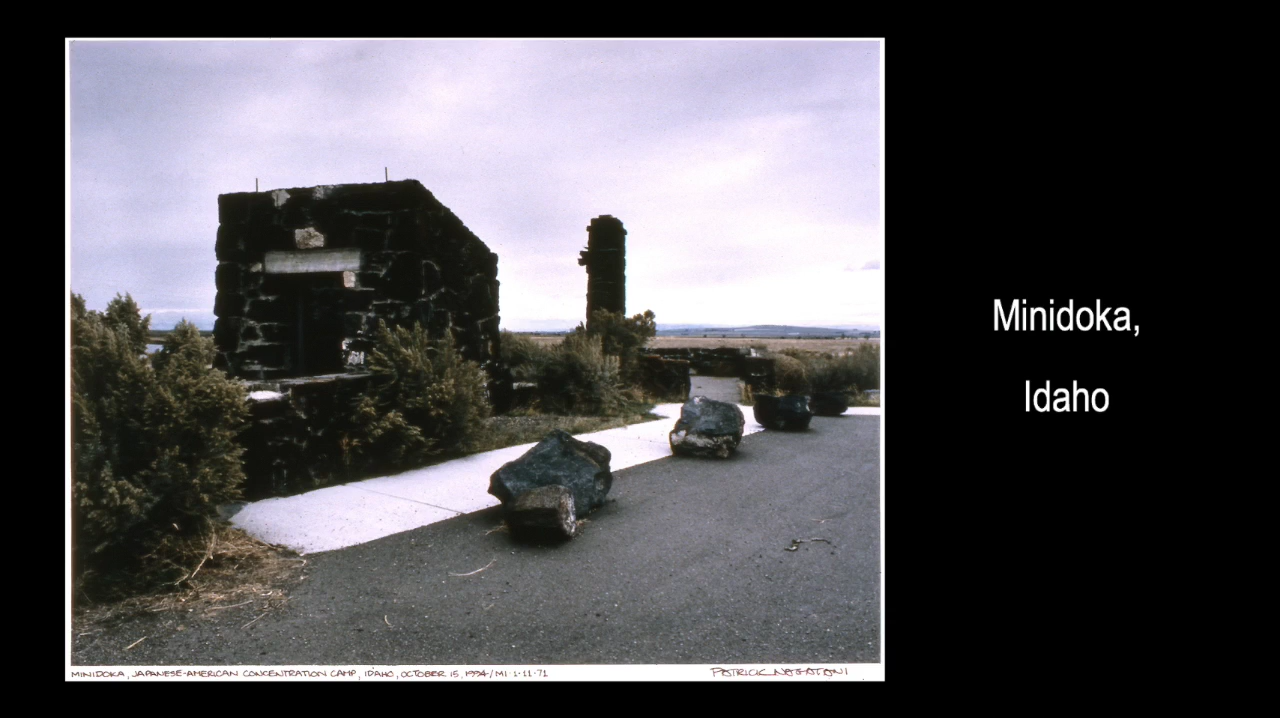 Minidoka,
Idaho
MINIDOKA, JAPANESE-AMERICAN CONCENTRATION CAMP, IDAHO, OCTOBER 15, 1994 / MI-1-11-71
PATRICK NAGATANI